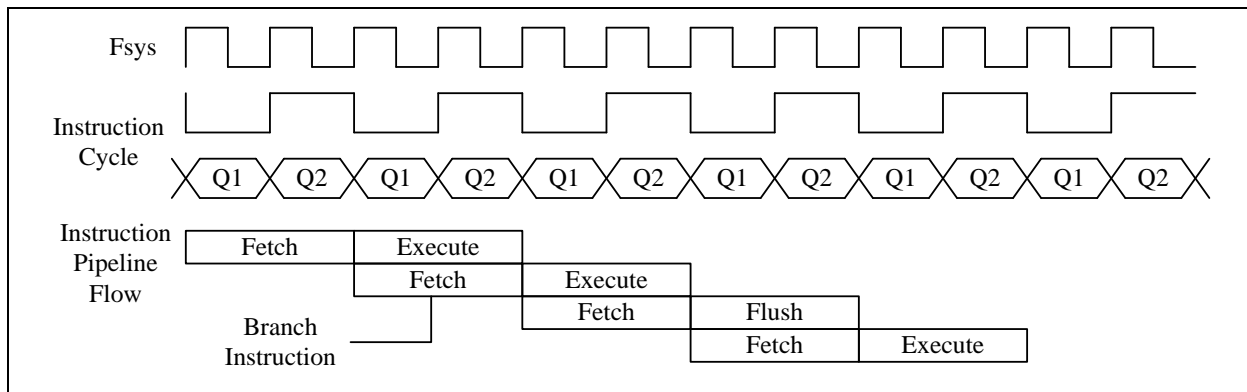 Fsys
Instruction
Cycle
Q1 Q2 Q1 Q2 Q1 Q2 Q1 Q2 Q1 Q2 Q1 Q2
Instruction
Pipeline
Flow
Fetch Execute
Fetch Execute
Branch
Instruction
Fetch Flush
Fetch Execute